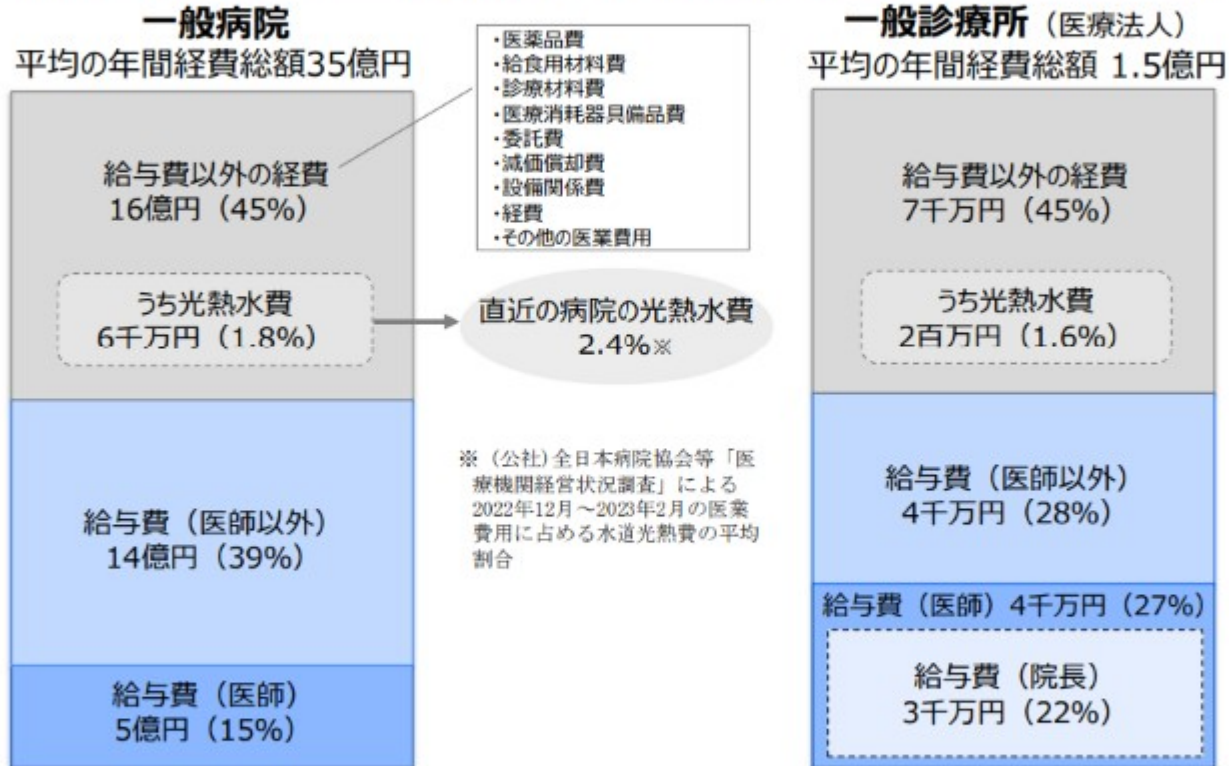 一般病院
平均の年間経費総額35億円
給与費以外の経費
16億円（45%）
うち光熱水費
6千万円（1.8%）
給与費（医師以外）
14億円（39%）
給与費（医師）
5億円（15%）
・医薬品費
・給食用材料費
・診療材料費
・医療消耗器具備品費
・委託費
・減価償却費
・設備関係費
・経費
・その他の医業費用
直近の病院の光熱水費
2.4%※
※（公社）全日本病院協会等「医
療機関経営状況調査」による
2022年12月～2023年2月の医業
費用に占める水道光熱費の平均
割合
一般診療所（医療法人）
平均の年間経費総額 1.5億円
給与費以外の経費
7千万円（45%）
うち光熱水費
2百万円（1.6%）
給与費（医師以外）
4千万円（28%）
給与費（医師）4千万円（27%）
給与費（院長）
3千万円（22%）